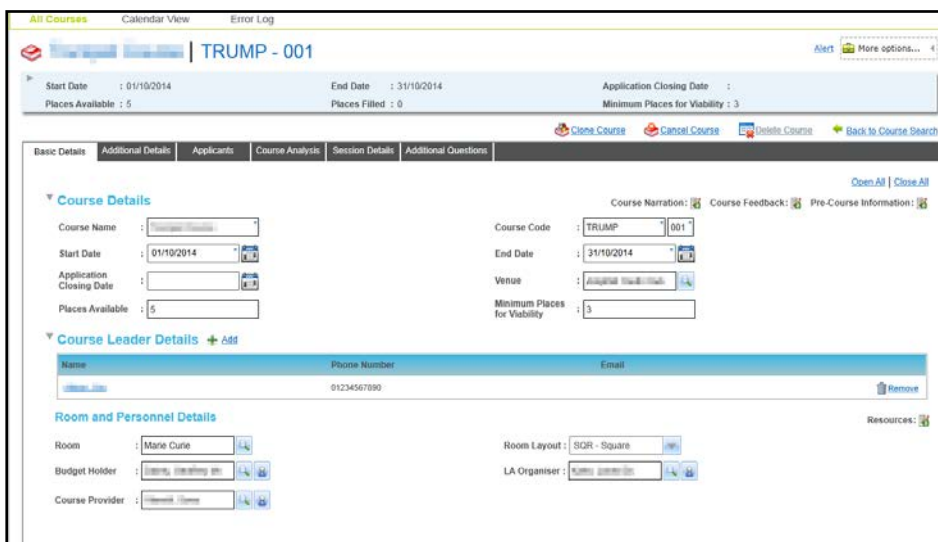 All Courses Calendar View Error Log
| TRUMP - 001 Alert More options...
Start Date : 01/10/2014 End Date : 31/10/2014 Application Closing Date :
Places Available : 5 Places Filled : 0 Minimum Places for Viability : 3
Clone Course Cancel Course Delete Course Back to Course Search
Basic Details Additional Details Applicants Course Analysis Session Details Additional Questions
Open All | Close All
Course Details Course Narration: Course Feedback: Pre-Course Information:
Course Name : Course Code : TRUMP * 001 *
Start Date : 01/10/2014 * End Date : 31/10/2014 *
Application
Closing Date : Venue :
Places Available : 5 Minimum Places
for Viability : 3
Course Leader Details Add
Name Phone Number Email
01234567890 Remove
Room and Personnel Details Resources:
Room : Marie Curie Room Layout : SQR - Square
Budget Holder : LA Organiser :
Course Provider :